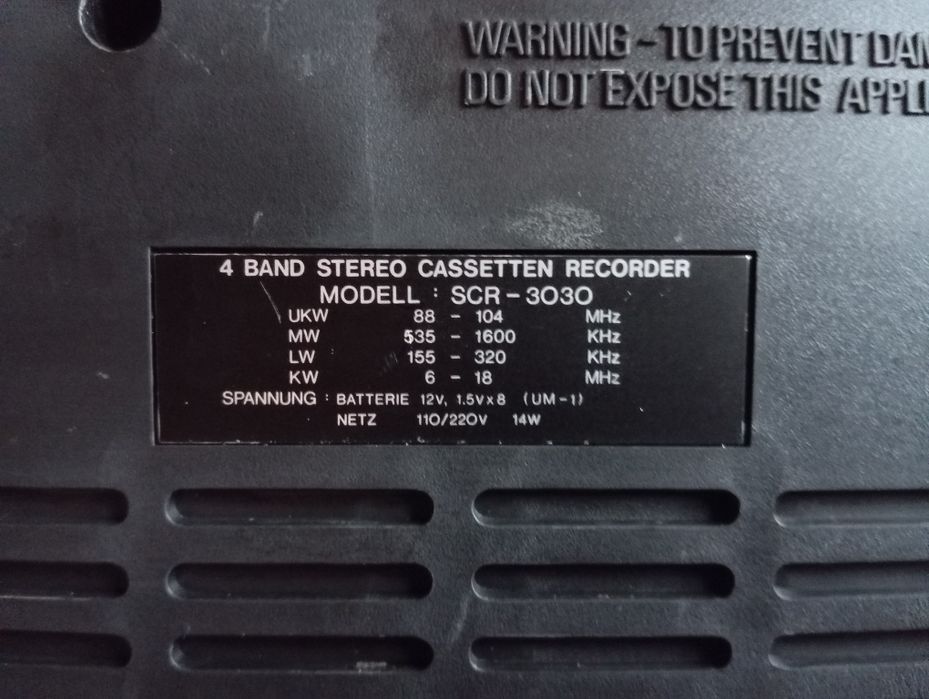 WARNING - TO PREVENT
DO NOT EXPOSE THIS
4 BAND STEREO CASSETTEN RECORDER
MODELL : SCR - 3030
UKW 88 - 104 MHz
MW 535 - 1600 KHz
LW 155 - 320 KHz
KW 6 - 18 MHz
SPANNUNG : BATTERIE 12V, 1.5V x 8 (UM-1)
NETZ 110/220V 14W